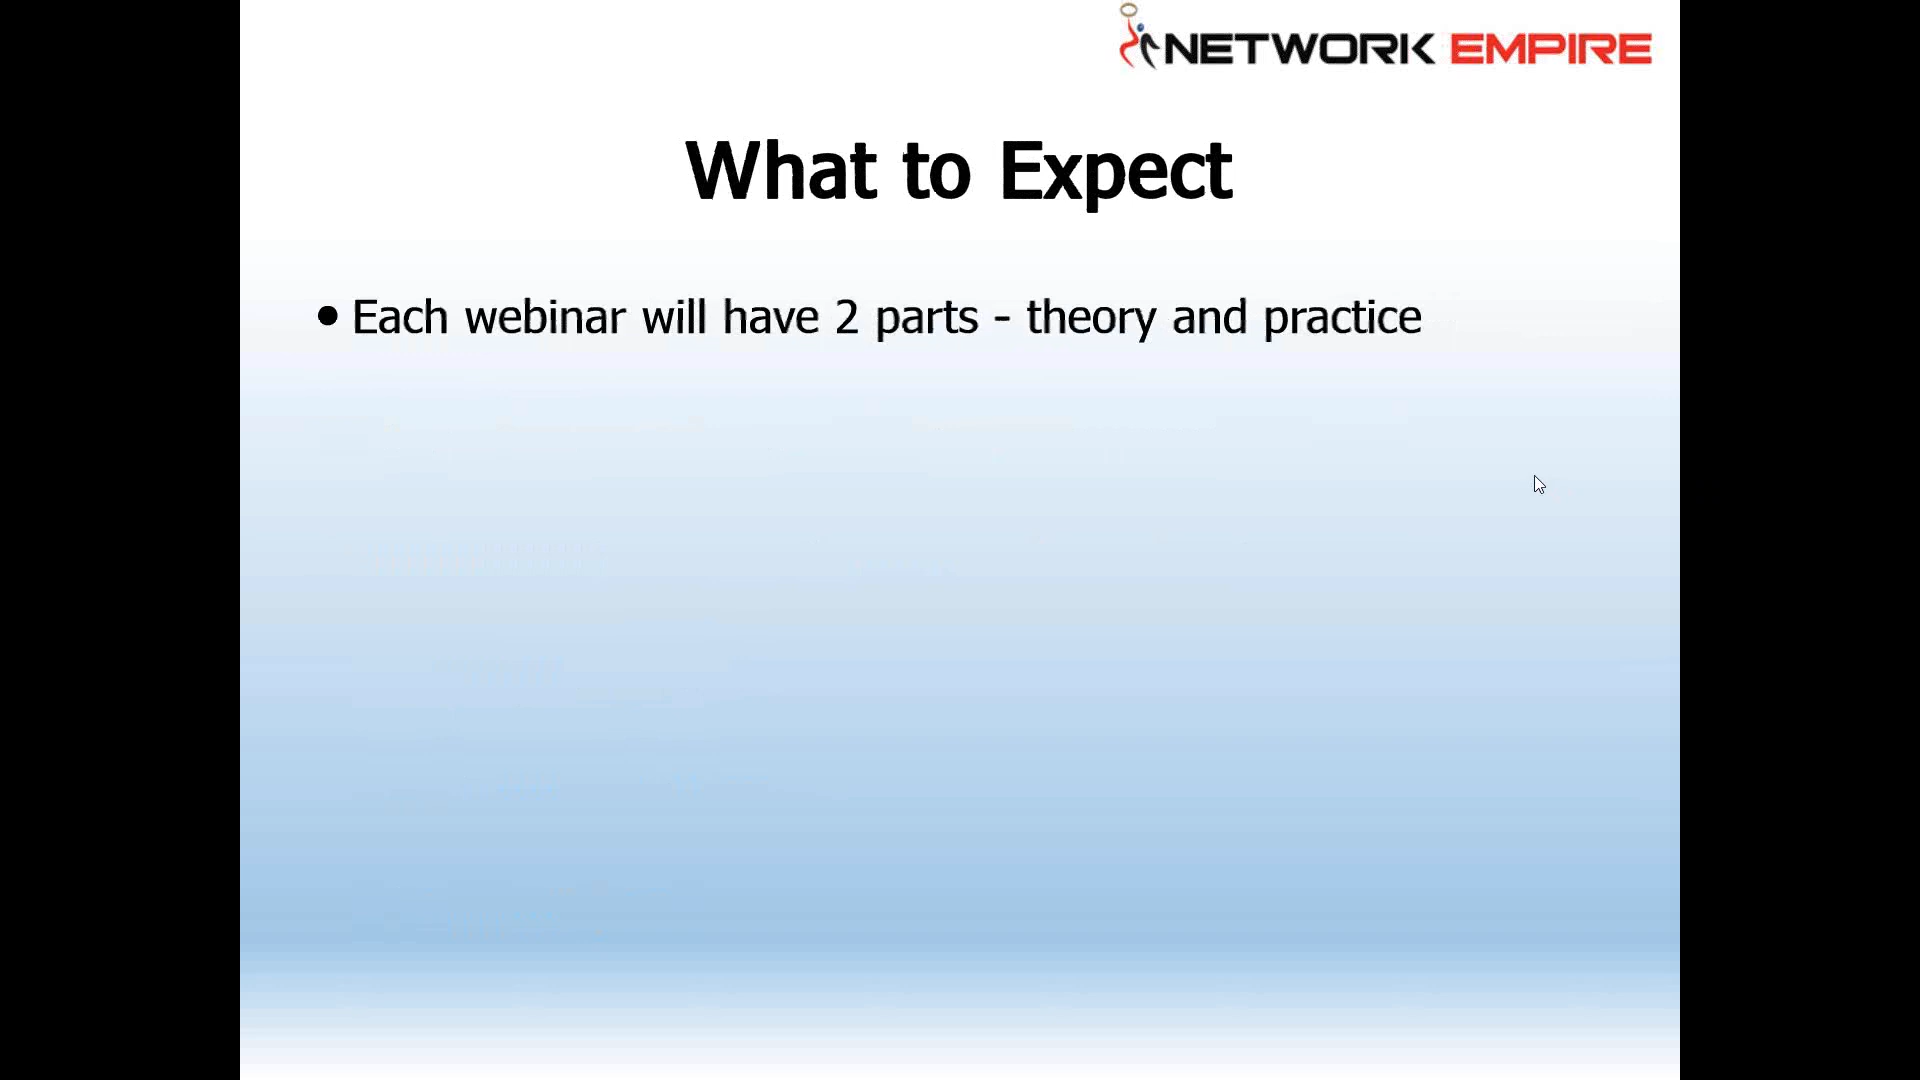 NETWORK EMPIRE
What to Expect
• Each webinar will have 2 parts - theory and practice